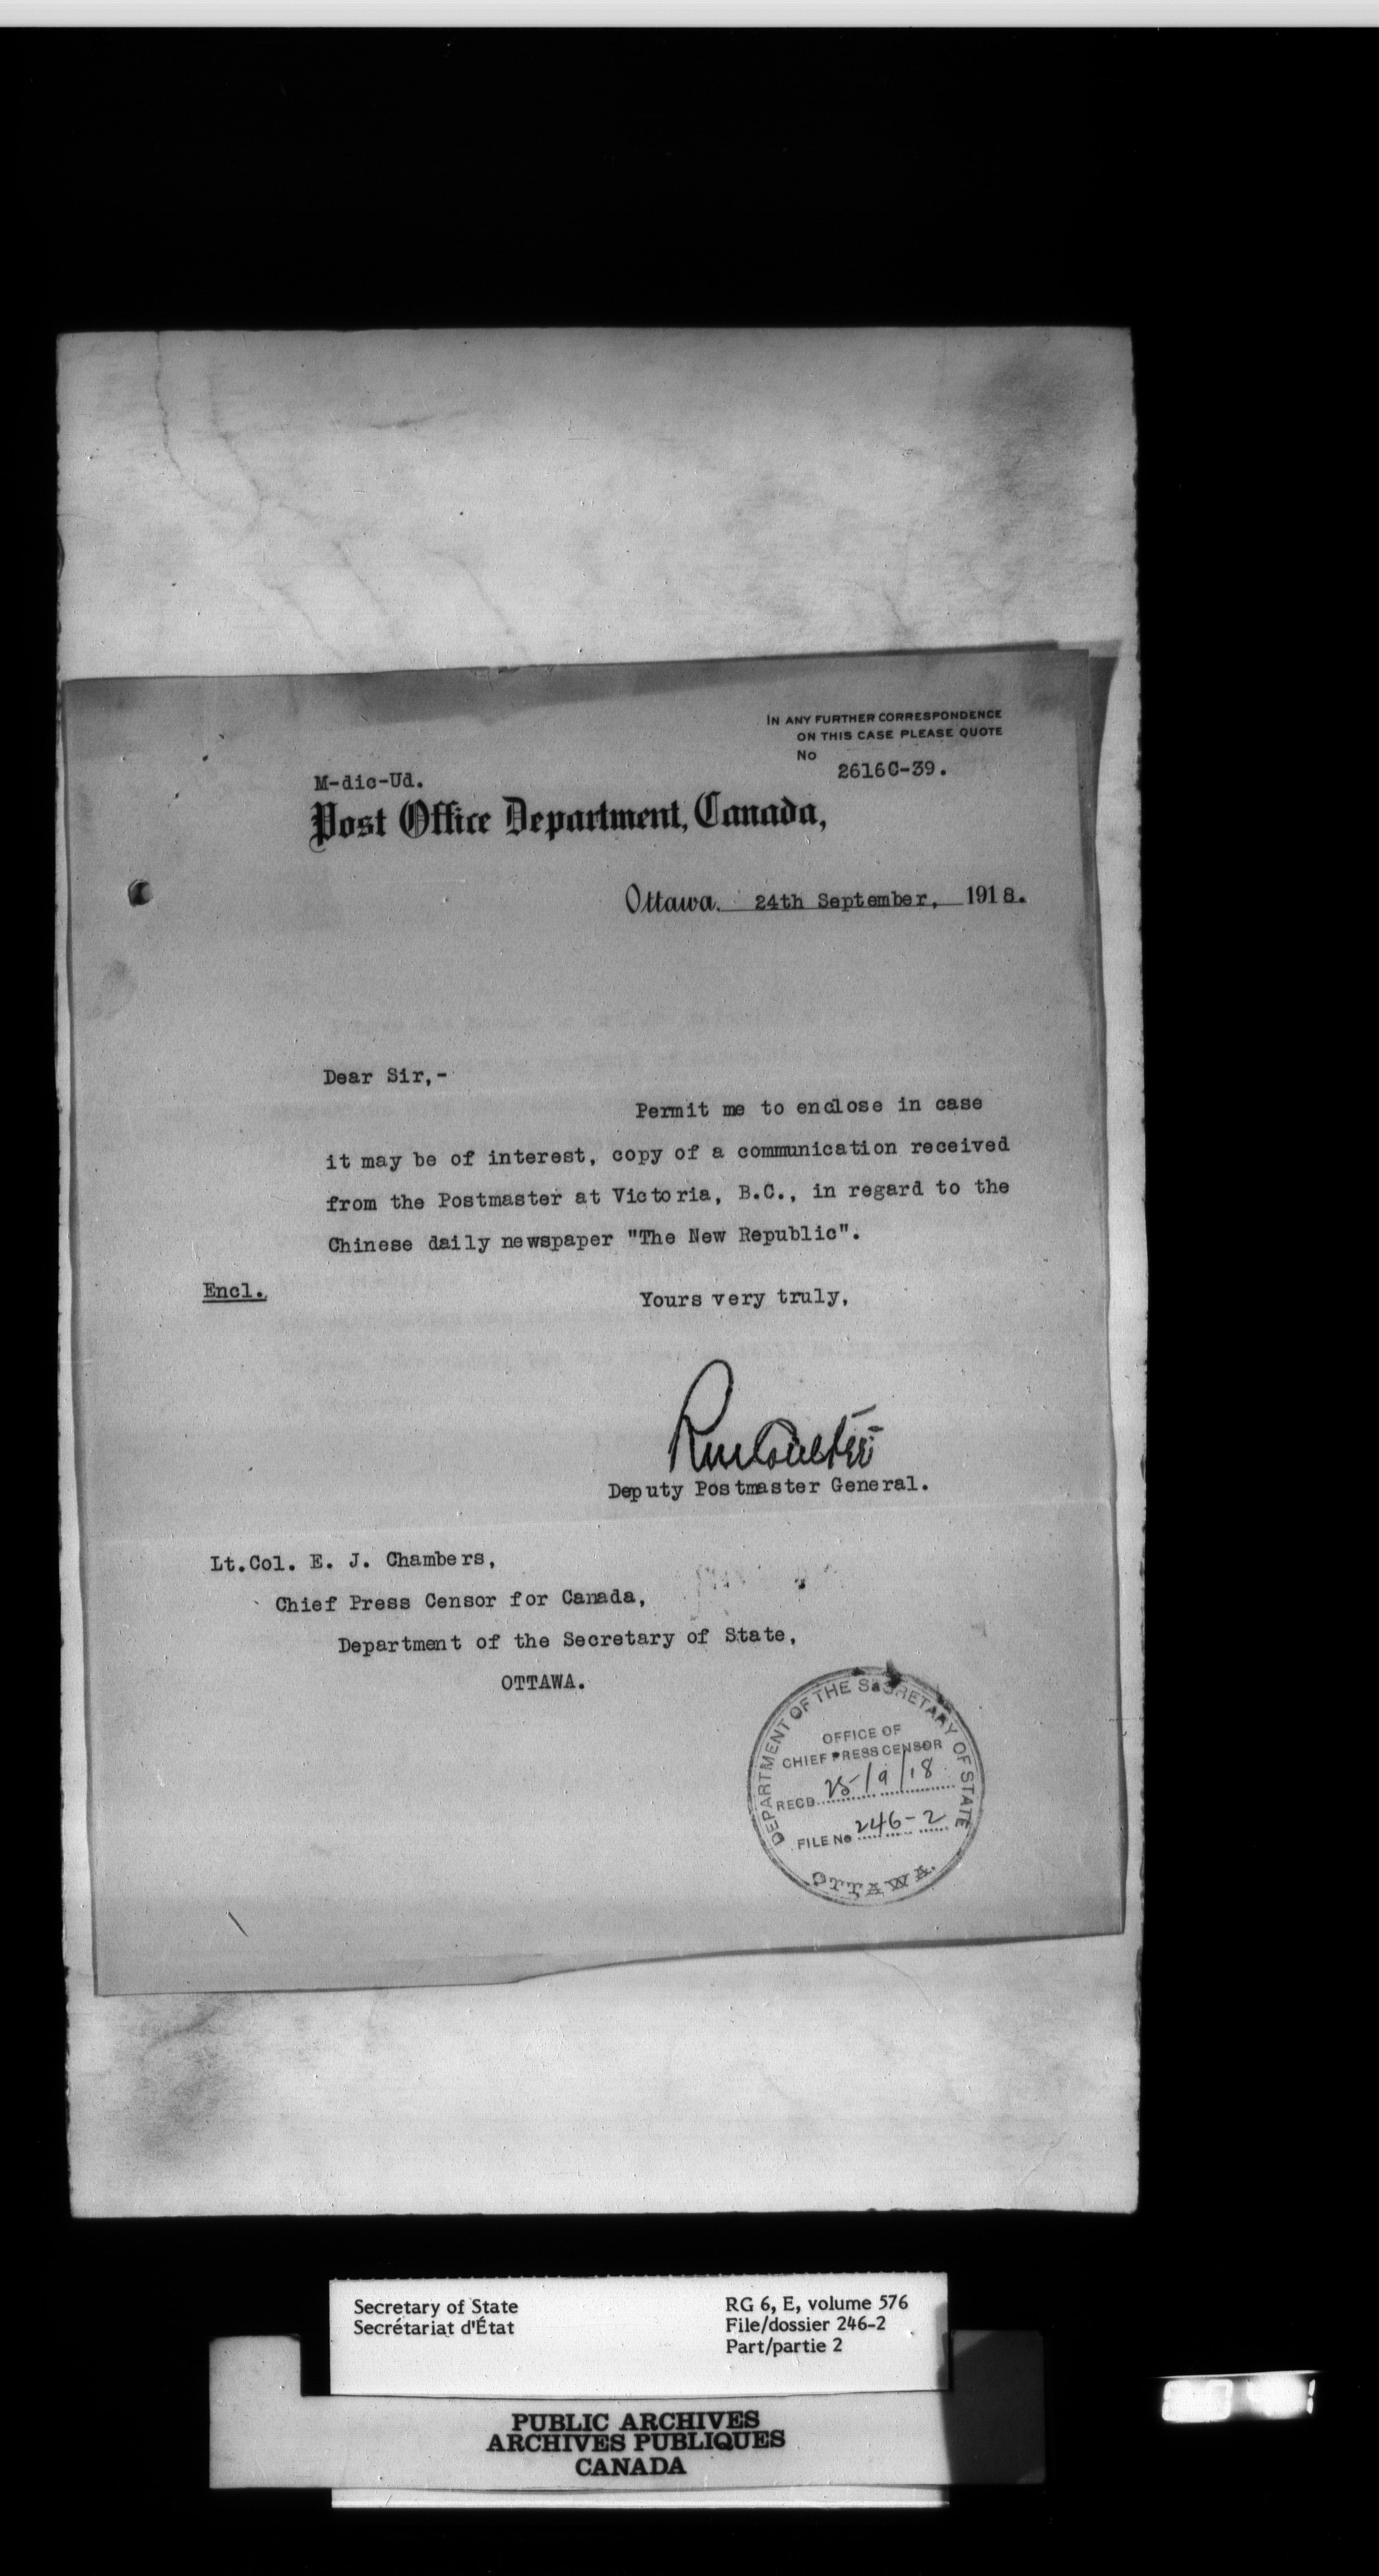 IN ANY FURTHER CORRESPONDENCE
ON THIS CASE PLEASE QUOTE
No
2616C-39.
M-dic-Ud.
Post Office Department, Canada,
Ottawa. 24th September, 1918.
Dear Sir,-
Permit me to enclose in case
it may be of interest, copy of a communication received
from the Postmaster at Victoria, B.C., in regard to the
Chinese daily newspaper "The New Republic".
Encl.
Yours very truly,
RmCoulter
Deputy Postmaster General.
Lt.Col. E. J. Chambers,
Chief Press Censor for Canada,
Department of the Secretary of State,
OTTAWA.
DEPARTMENT OF THE SECRETARY OF STATE
OFFICE OF
CHIEF PRESS CENSOR
RECD 25/9/18
FILE No 246-2
OTTAWA.
Secretary of State
Secrétariat d'État
RG 6, E, volume 576
File/dossier 246-2
Part/partie 2
PUBLIC ARCHIVES
ARCHIVES PUBLIQUES
CANADA